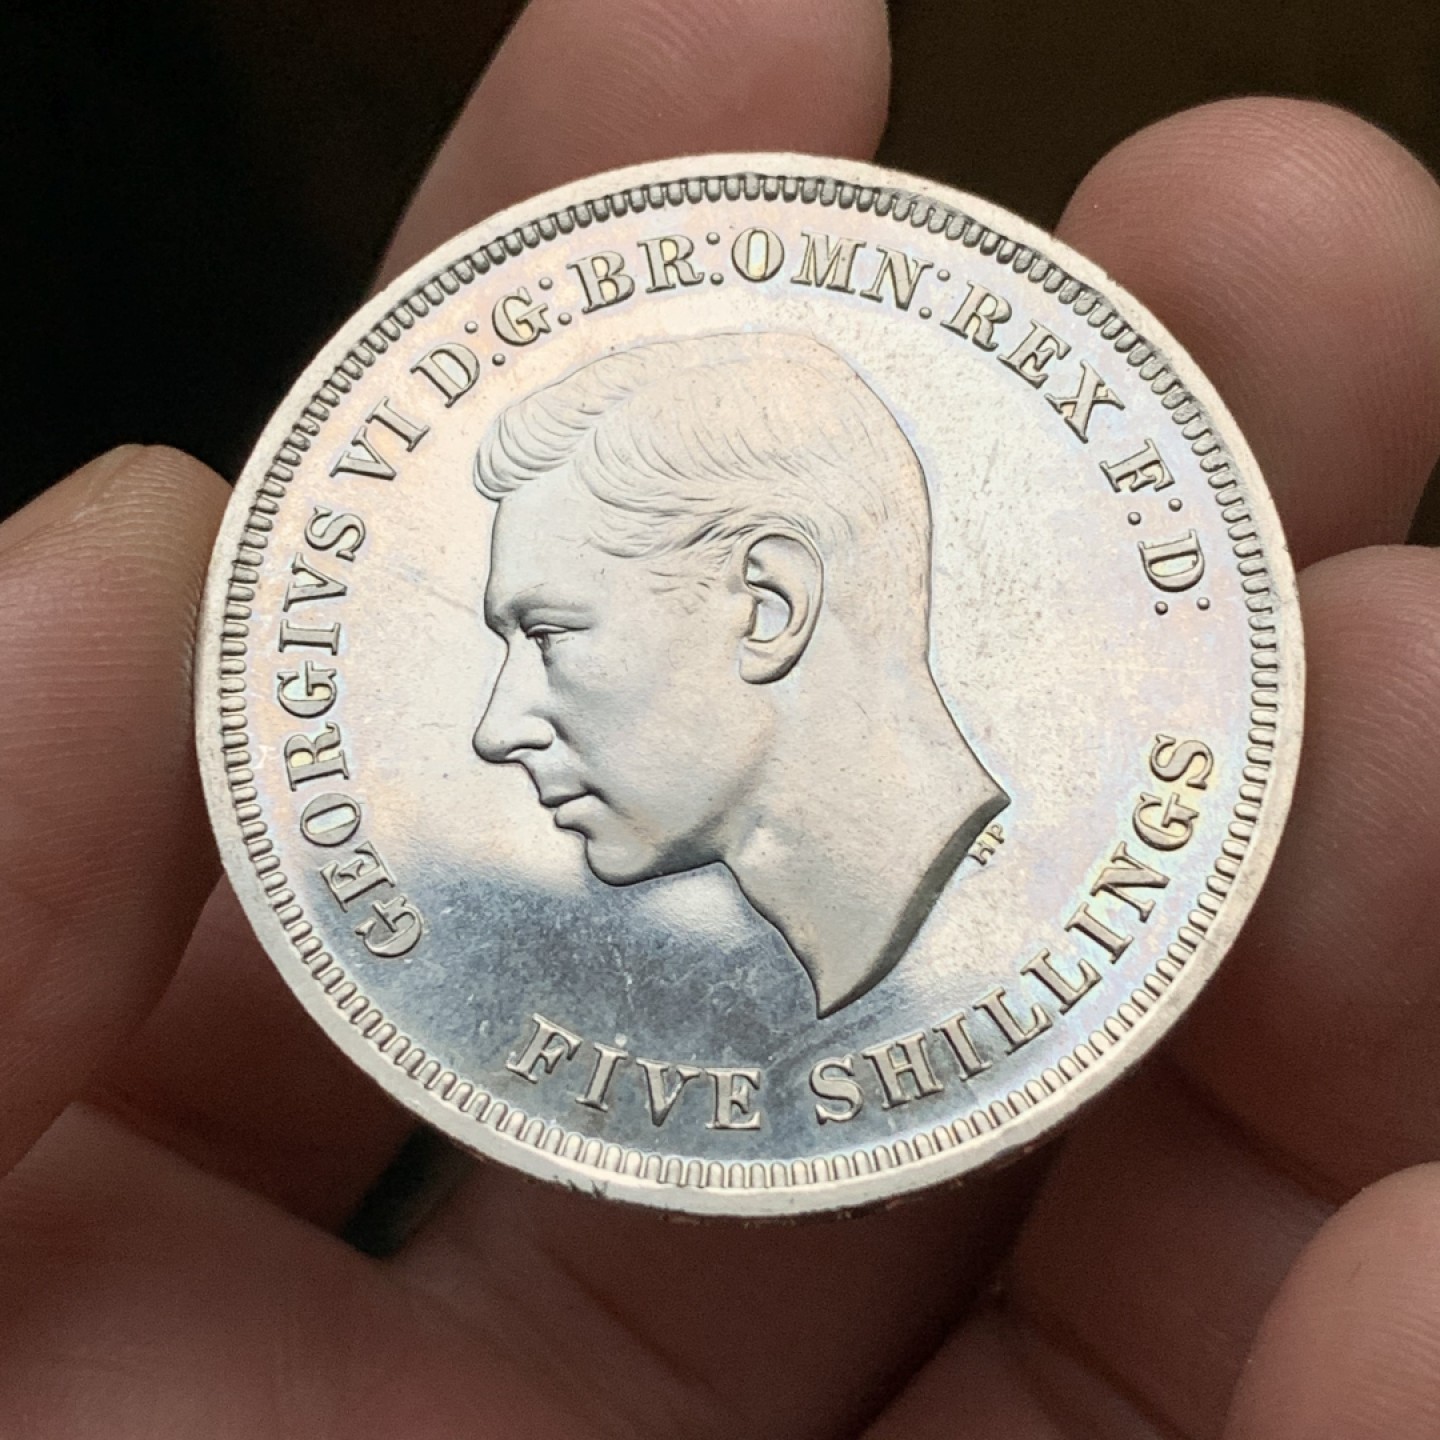 GEORGIVS VI D:G:BR:OMN:REX F:D:
HP
FIVE SHILLINGS